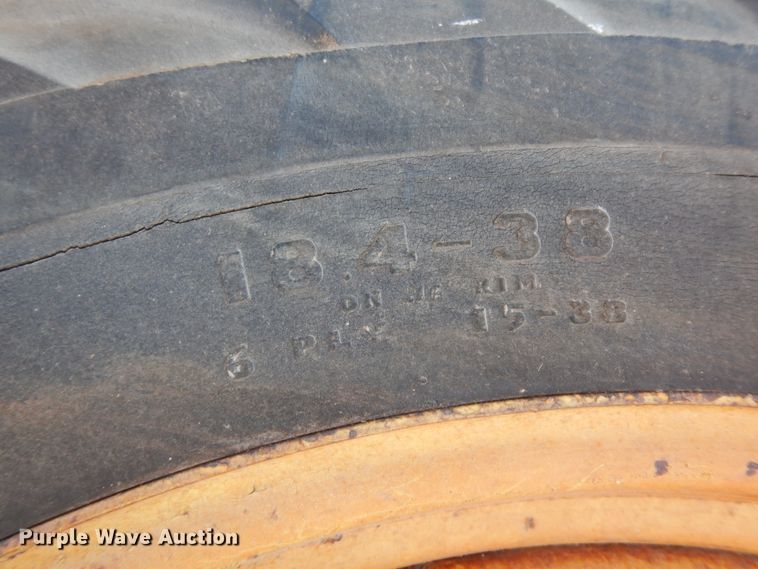 18.4-38
ON RIM
6 PLY 15-38
Purple Wave Auction